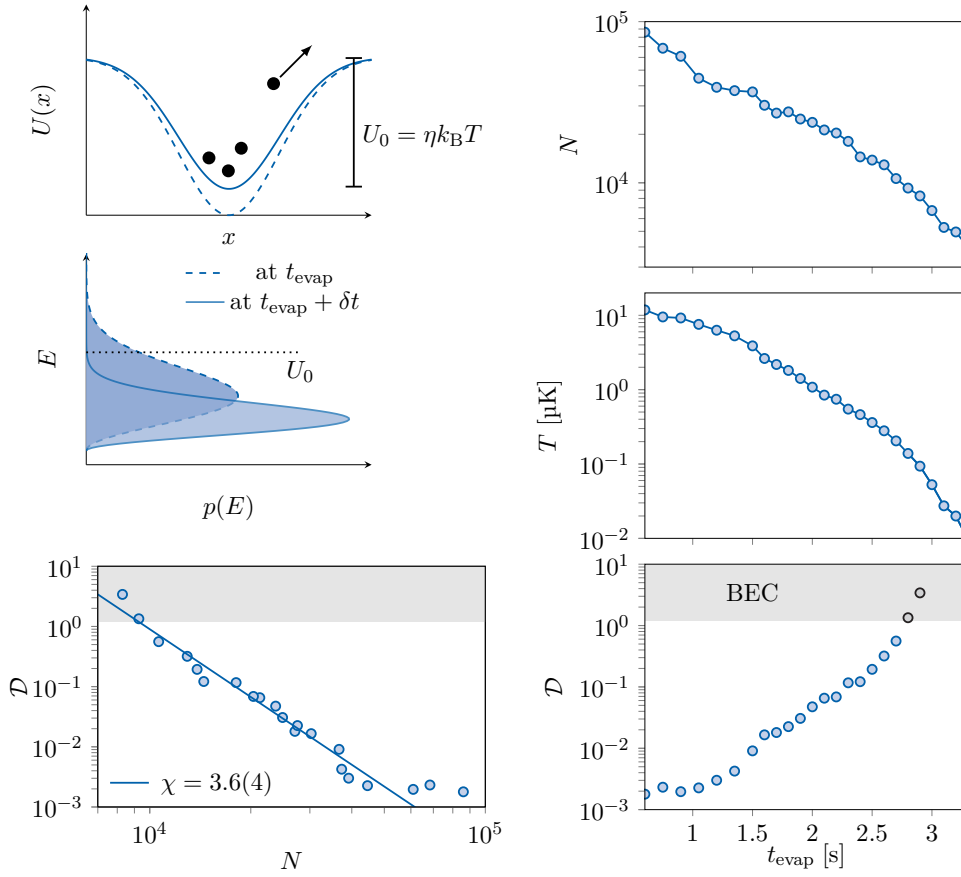 U(x)
U₀ = ηk_BT
x
at t_evap
at t_evap + δt
E
U₀
p(E)
10¹
10⁰
10⁻¹
10⁻²
10⁻³
𝒟
χ = 3.6(4)
10⁴
10⁵
N
10⁵
10⁴
N
10¹
10⁰
10⁻¹
10⁻²
T [µK]
10¹
10⁰
10⁻¹
10⁻²
10⁻³
𝒟
BEC
1 1.5 2 2.5 3
t_evap [s]